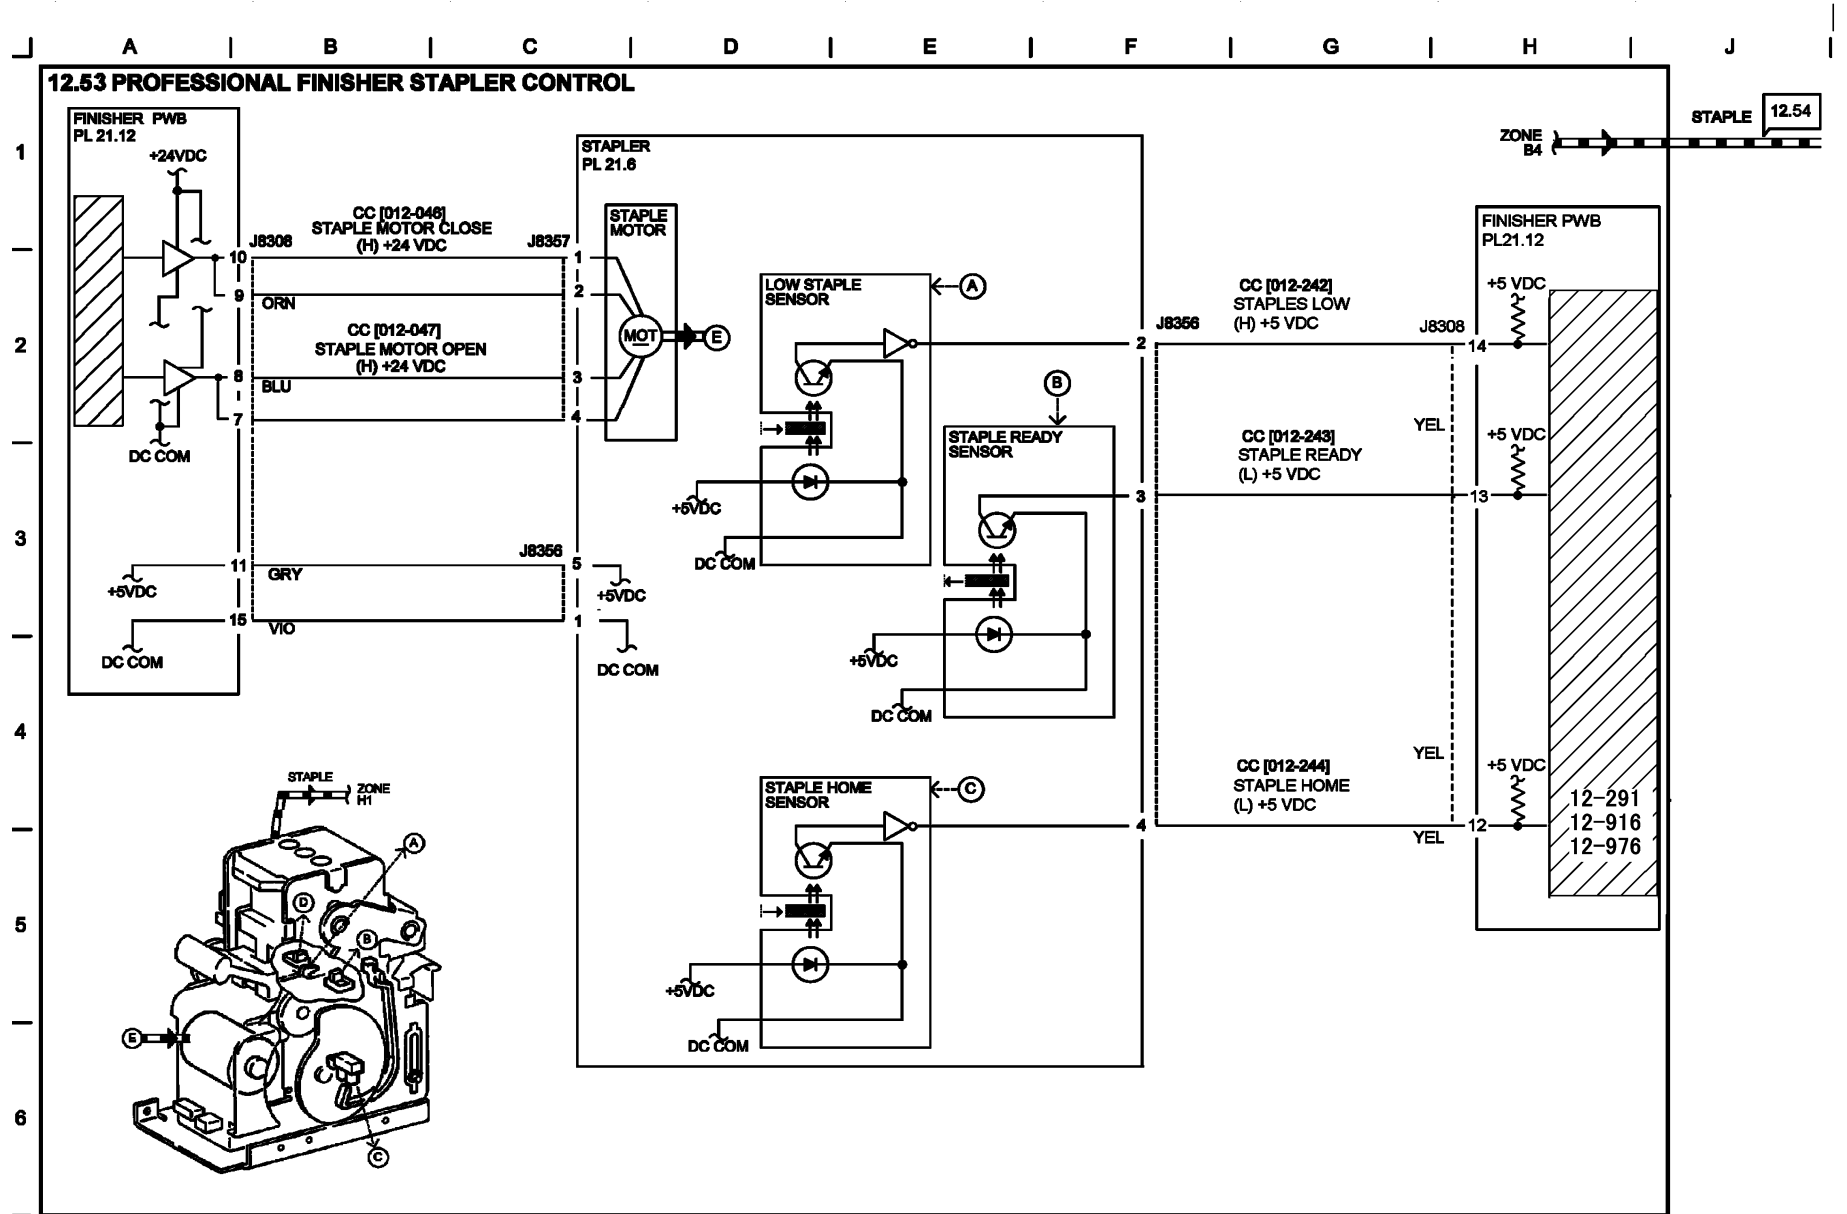 A B C D E F G H J
12.53 PROFESSIONAL FINISHER STAPLER CONTROL
1
2
3
4
5
6
FINISHER PWB
PL 21.12
+24VDC
DC COM
+5VDC
DC COM
J8308
10
9
8
7
11
15
CC [012-046]
STAPLE MOTOR CLOSE
(H) +24 VDC
ORN
CC [012-047]
STAPLE MOTOR OPEN
(H) +24 VDC
BLU
GRY
VIO
J8357
1
2
3
4
J8356
5
1
STAPLER
PL 21.6
STAPLE
MOTOR
MOT
E
+5VDC
DC COM
LOW STAPLE
SENSOR
A
+5VDC
DC COM
STAPLE READY
SENSOR
B
+5VDC
DC COM
STAPLE HOME
SENSOR
C
+5VDC
DC COM
2
3
4
J8356
CC [012-242]
STAPLES LOW
(H) +5 VDC
YEL
CC [012-243]
STAPLE READY
(L) +5 VDC
YEL
CC [012-244]
STAPLE HOME
(L) +5 VDC
YEL
J8308
14
13
12
STAPLE 12.54
ZONE
B4
FINISHER PWB
PL21.12
+5 VDC
+5 VDC
+5 VDC
12-291
12-916
12-976
STAPLE
ZONE
H1
A
D
B
E
C